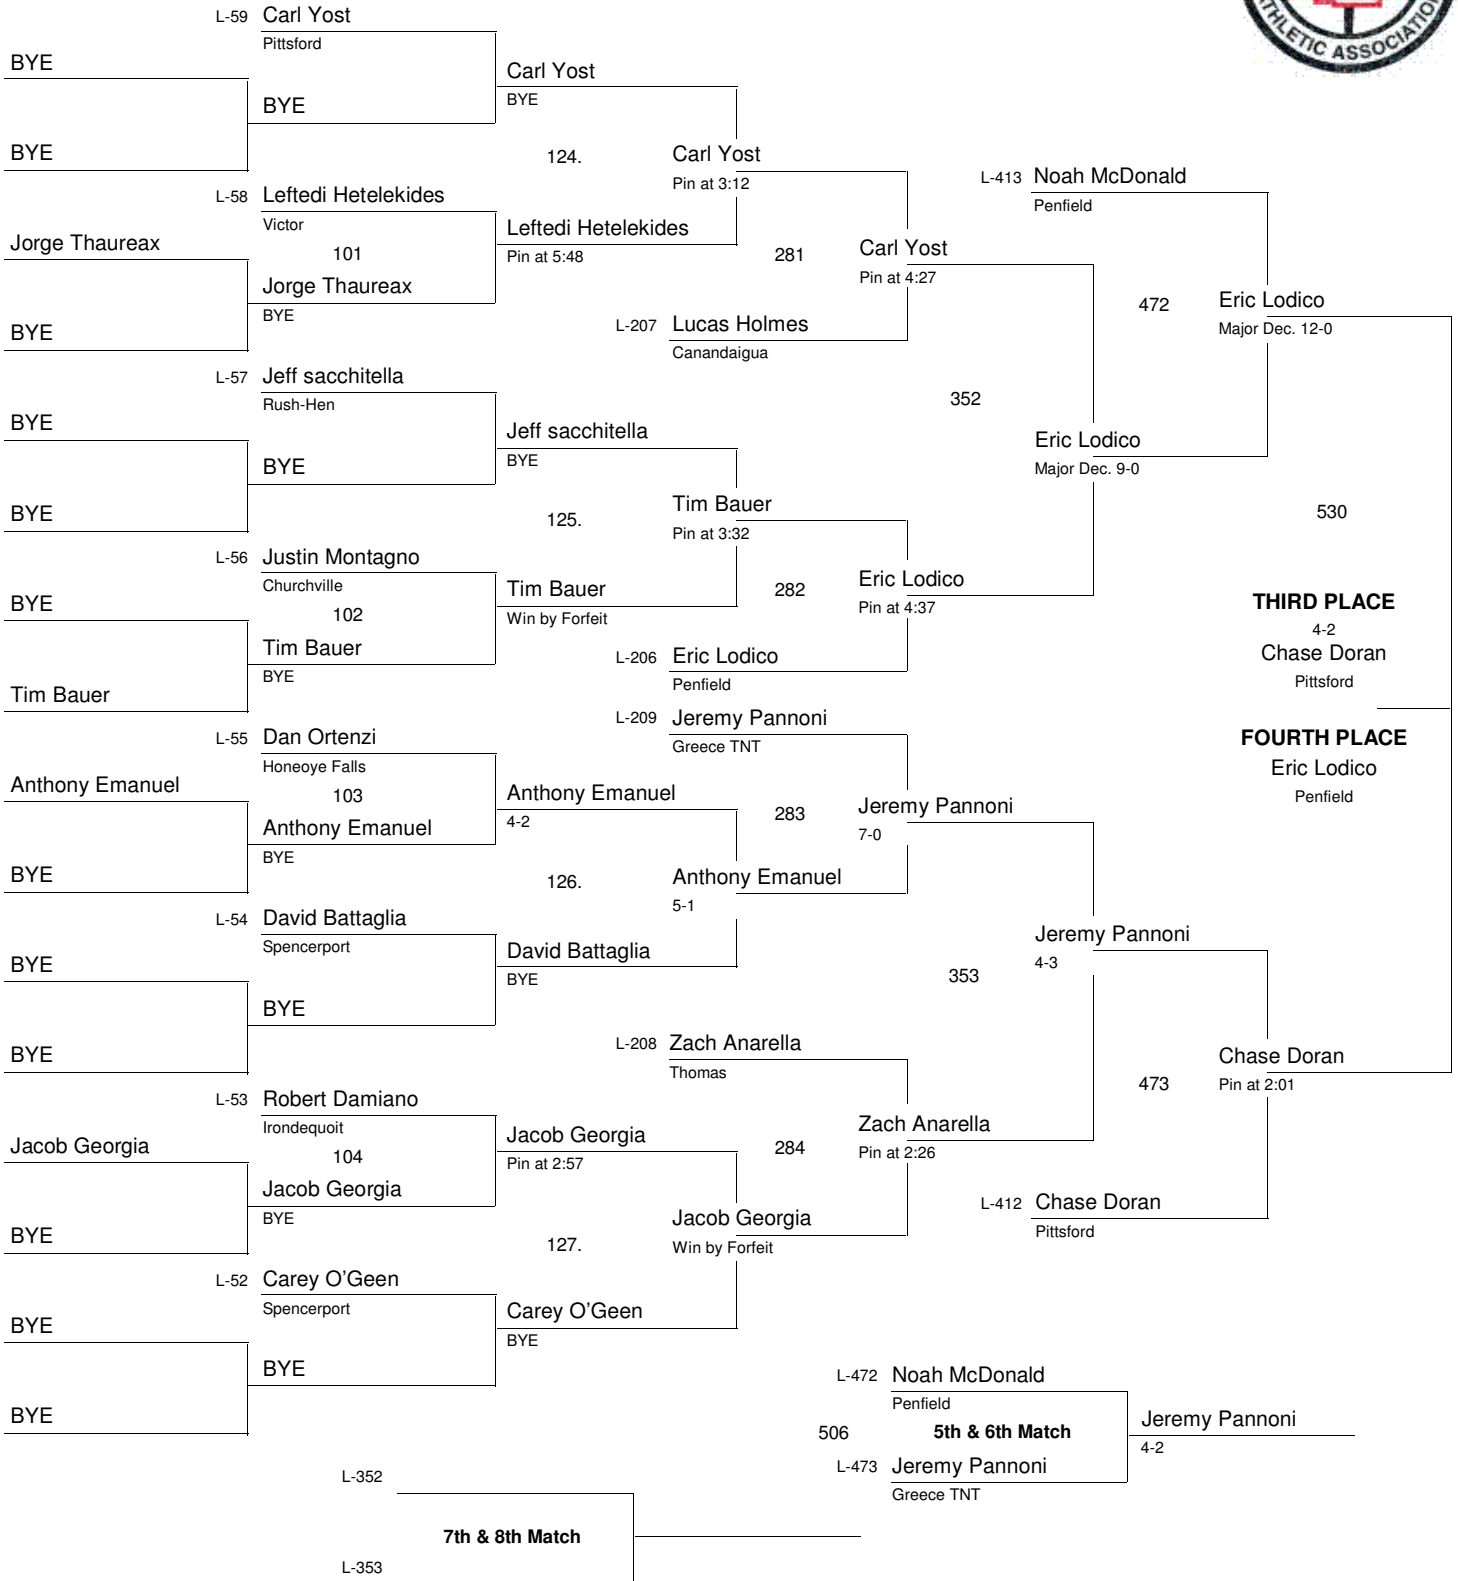 L-59 Carl Yost
Pittsford
BYE
Carl Yost
BYE
BYE
BYE
124.
Carl Yost
Pin at 3:12
L-413 Noah McDonald
Penfield
L-58 Leftedi Hetelekides
Victor
Jorge Thaureax
101
Leftedi Hetelekides
Pin at 5:48
281
Carl Yost
Pin at 4:27
Jorge Thaureax
BYE
BYE
L-207 Lucas Holmes
Canandaigua
472
Eric Lodico
Major Dec. 12-0
L-57 Jeff sacchitella
Rush-Hen
352
BYE
Jeff sacchitella
BYE
Eric Lodico
Major Dec. 9-0
BYE
BYE
125.
Tim Bauer
Pin at 3:32
530
L-56 Justin Montagno
Churchville
BYE
102
Tim Bauer
Win by Forfeit
282
Eric Lodico
Pin at 4:37
THIRD PLACE
4-2
Chase Doran
Pittsford
Tim Bauer
BYE
L-206 Eric Lodico
Penfield
Tim Bauer
L-209 Jeremy Pannoni
Greece TNT
L-55 Dan Ortenzi
Honeoye Falls
FOURTH PLACE
Eric Lodico
Penfield
Anthony Emanuel
103
Anthony Emanuel
4-2
283
Jeremy Pannoni
7-0
Anthony Emanuel
BYE
BYE
126.
Anthony Emanuel
5-1
L-54 David Battaglia
Spencerport
David Battaglia
BYE
Jeremy Pannoni
4-3
BYE
353
BYE
BYE
L-208 Zach Anarella
Thomas
Chase Doran
Pin at 2:01
473
L-53 Robert Damiano
Irondequoit
Jacob Georgia
104
Jacob Georgia
Pin at 2:57
284
Zach Anarella
Pin at 2:26
Jacob Georgia
BYE
L-412 Chase Doran
Pittsford
BYE
127.
Jacob Georgia
Win by Forfeit
L-52 Carey O'Geen
Spencerport
BYE
Carey O'Geen
BYE
BYE
BYE
L-472 Noah McDonald
Penfield
506
5th & 6th Match
Jeremy Pannoni
4-2
L-473 Jeremy Pannoni
Greece TNT
L-352
7th & 8th Match
L-353
ATHLETIC ASSOCIATION